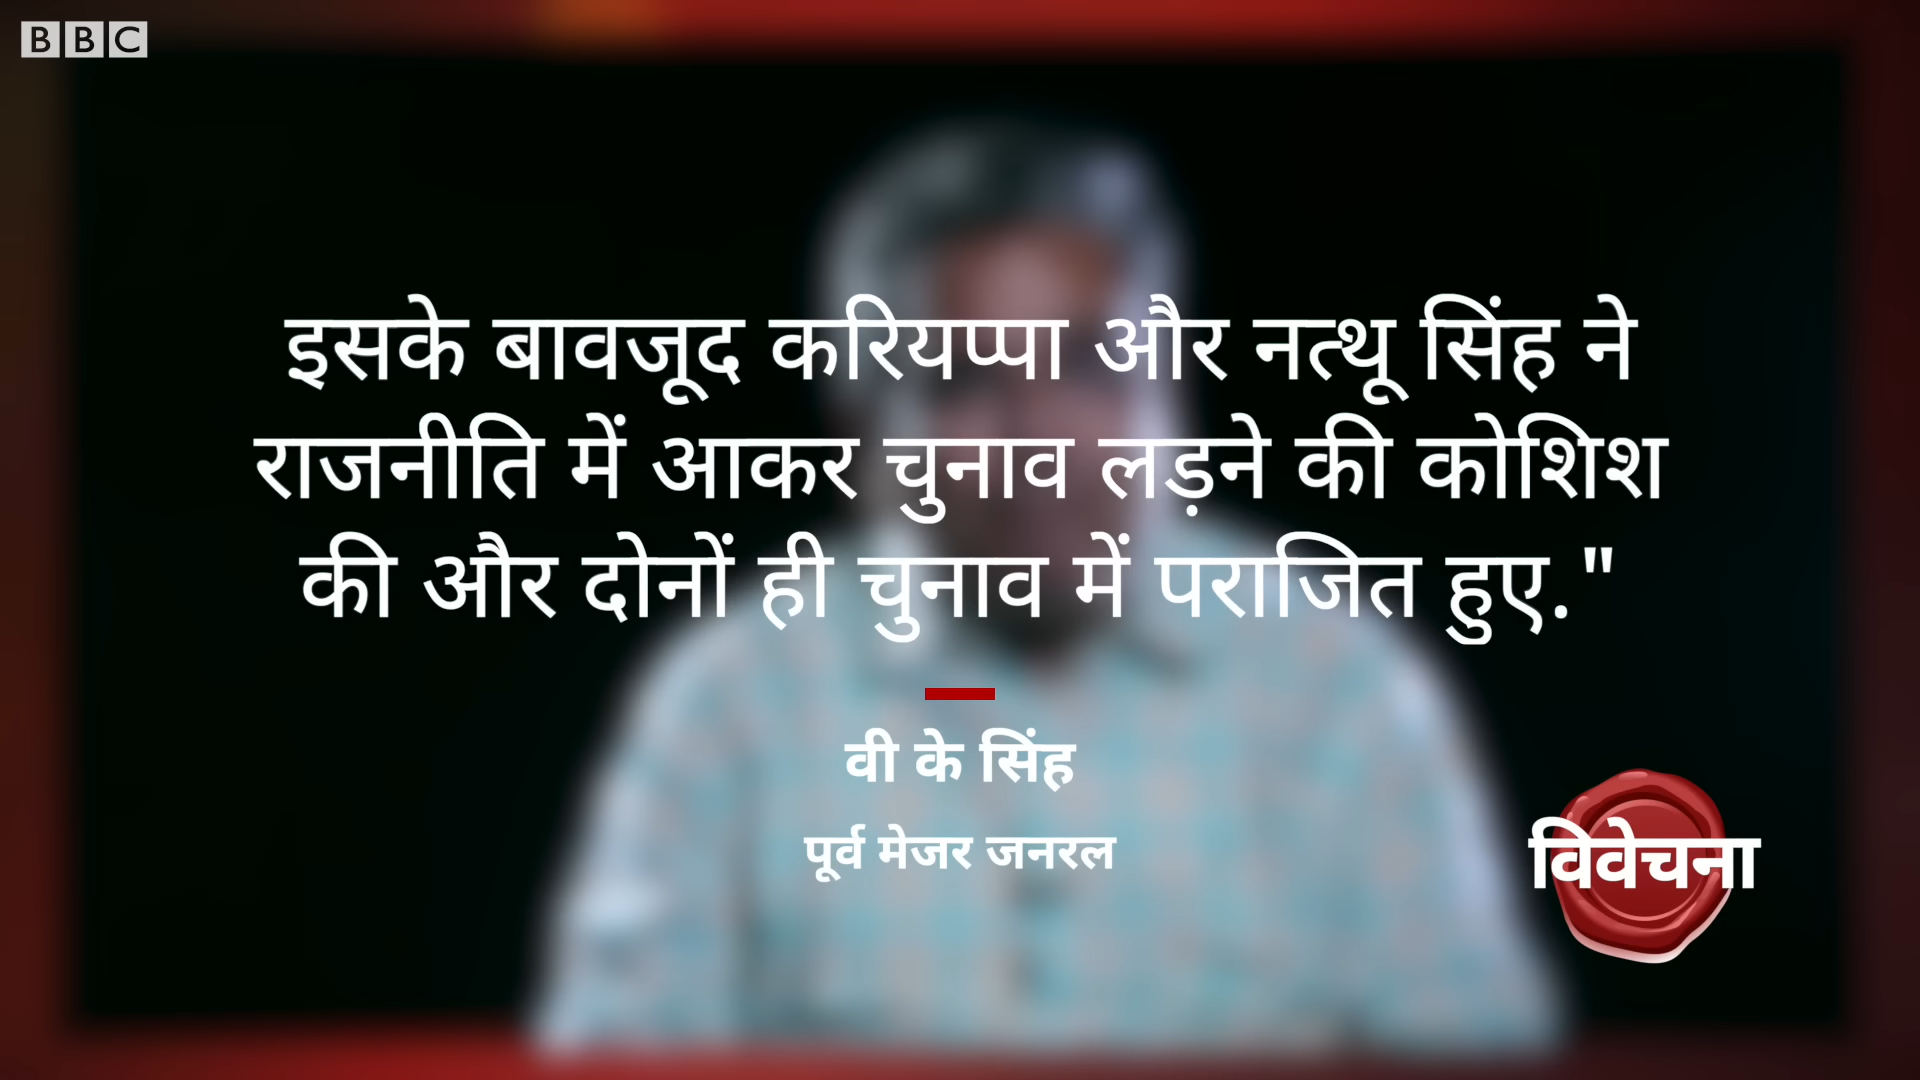 BBC
इसके बावजूद करियप्पा और नत्थू सिंह ने
राजनीति में आकर चुनाव लड़ने की कोशिश
की और दोनों ही चुनाव में पराजित हुए."
वी के सिंह
पूर्व मेजर जनरल
विवेचना